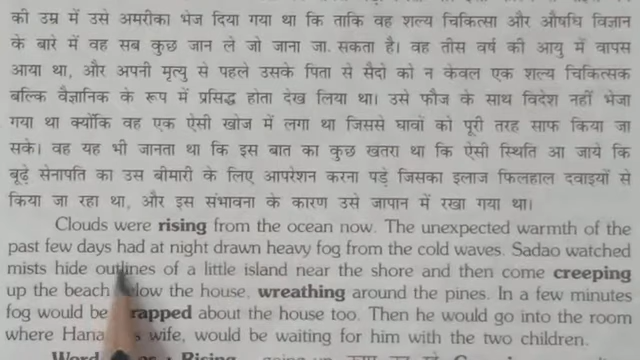 की उम्र में उसे अमरीका भेज दिया गया था कि ताकि वह शल्य चिकित्सा और औषधि विज्ञान
के बारे में वह सब कुछ जान ले जो जाना जा. सकता है। वह तीस वर्ष की आयु में वापस
आया था, और अपनी मृत्यु से पहले उसके पिता से सैदो को न केवल एक शल्य चिकित्सक
बल्कि वैज्ञानिक के रूप में प्रसिद्ध होता देख लिया था। उसे फौज के साथ विदेश नहीं भेजा
गया था क्योंकि वह एक ऐसी खोज में लगा था जिससे घावों को पूरी तरह साफ किया जा
सके। वह यह भी जानता था कि इस बात का कुछ खतरा था कि ऐसी स्थिति आ जाये कि
बूढ़े सेनापति का उस बीमारी के लिए आपरेशन करना पड़े जिसका इलाज फिलहाल दवाइयों से
किया जा रहा था, और इस संभावना के कारण उसे जापान में रखा गया था।
Clouds were rising from the ocean now. The unexpected warmth of the
past few days had at night drawn heavy fog from the cold waves. Sadao watched
mists hide outlines of a little island near the shore and then come creeping
up the beach below the house, wreathing around the pines. In a few minutes
fog would be wrapped about the house too. Then he would go into the room
where Hana, his wife, would be waiting for him with the two children.